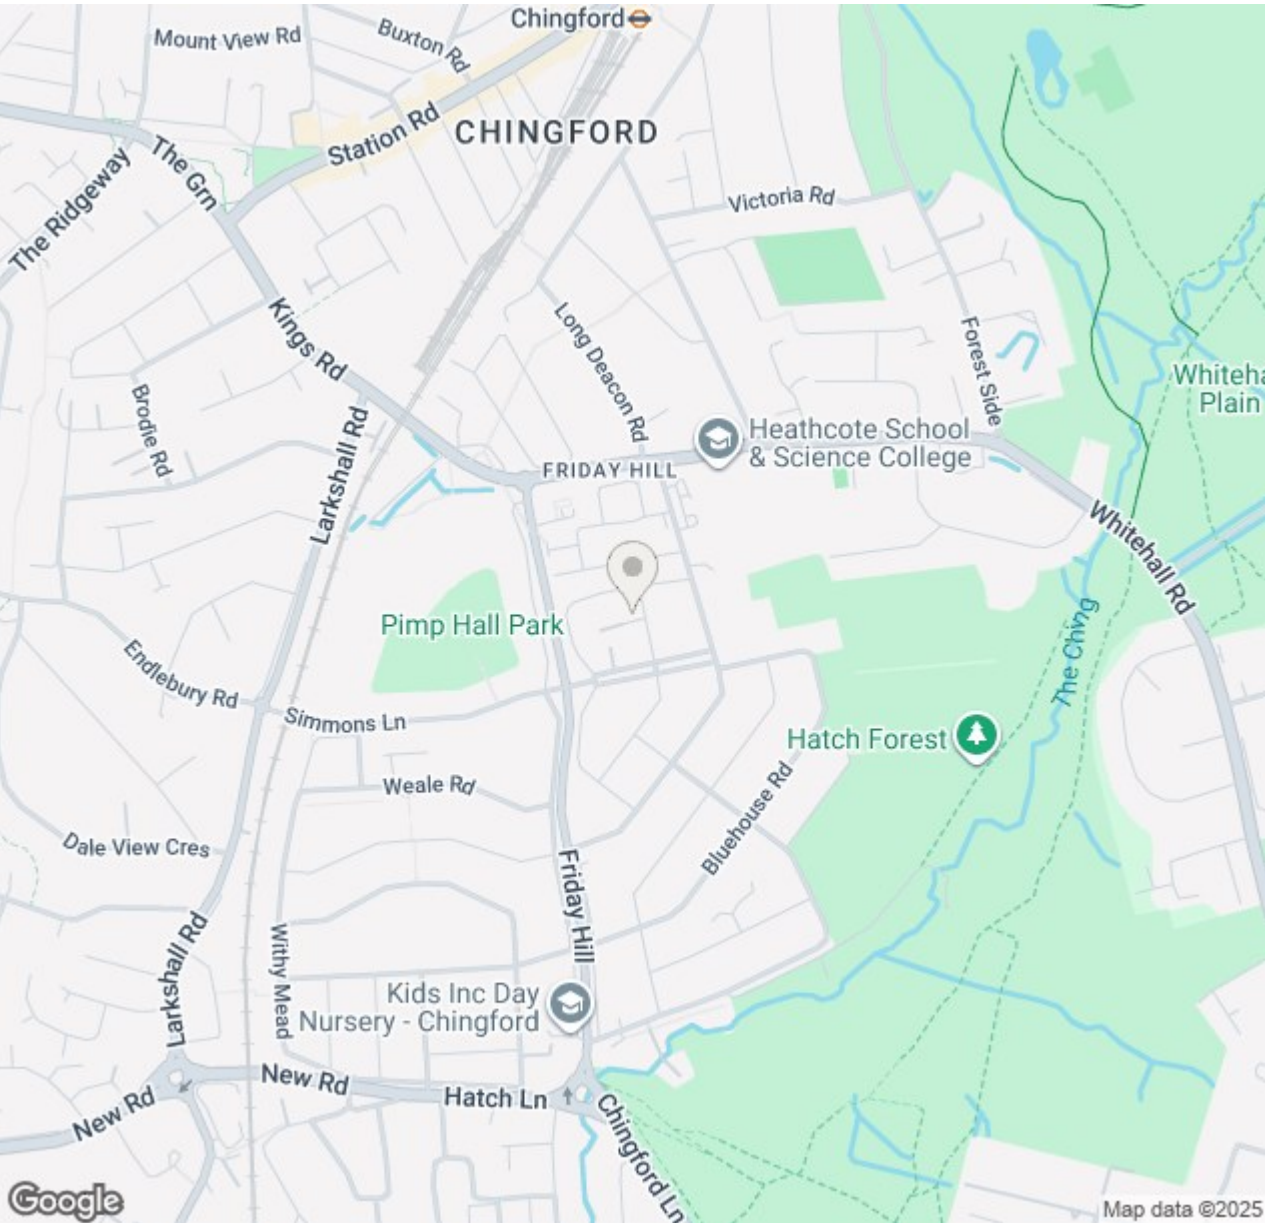 Chingford
Mount View Rd
Buxton Rd
Station Rd
CHINGFORD
The Grn
The Ridgeway
Victoria Rd
Kings Rd
Long Deacon Rd
Forest Side
Whiteha
Plain
Brodie Rd
Larkshall Rd
FRIDAY HILL
Heathcote School
& Science College
Whitehall Rd
Pimp Hall Park
The Ching
Endlebury Rd
Simmons Ln
Hatch Forest
Weale Rd
Bluehouse Rd
Dale View Cres
Friday Hill
Larkshall Rd
Withy Mead
Kids Inc Day
Nursery - Chingford
New Rd
New Rd
Hatch Ln
Chingford Ln
Google
Map data ©2025